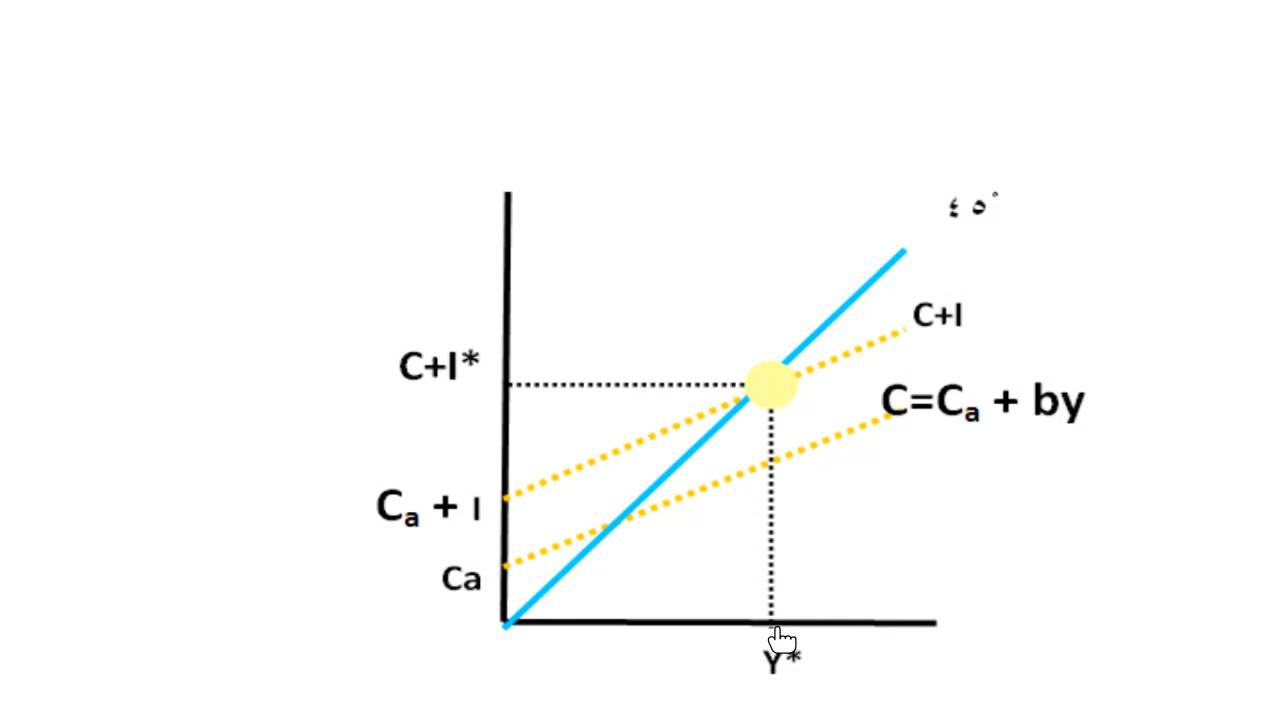 ٤٥°
C+I
C+I*
C=Ca + by
Ca + I
Ca
Y*